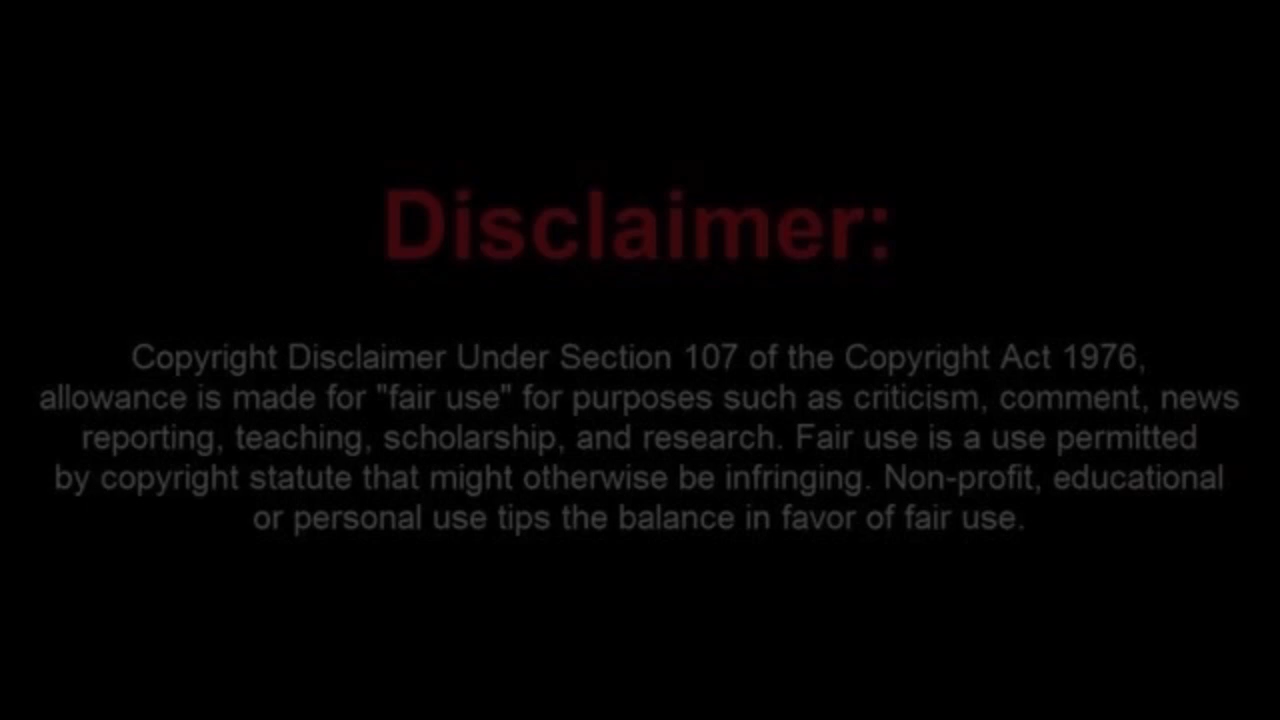 Disclaimer:
Copyright Disclaimer Under Section 107 of the Copyright Act 1976,
allowance is made for "fair use" for purposes such as criticism, comment, news
reporting, teaching, scholarship, and research. Fair use is a use permitted
by copyright statute that might otherwise be infringing. Non-profit, educational
or personal use tips the balance in favor of fair use.